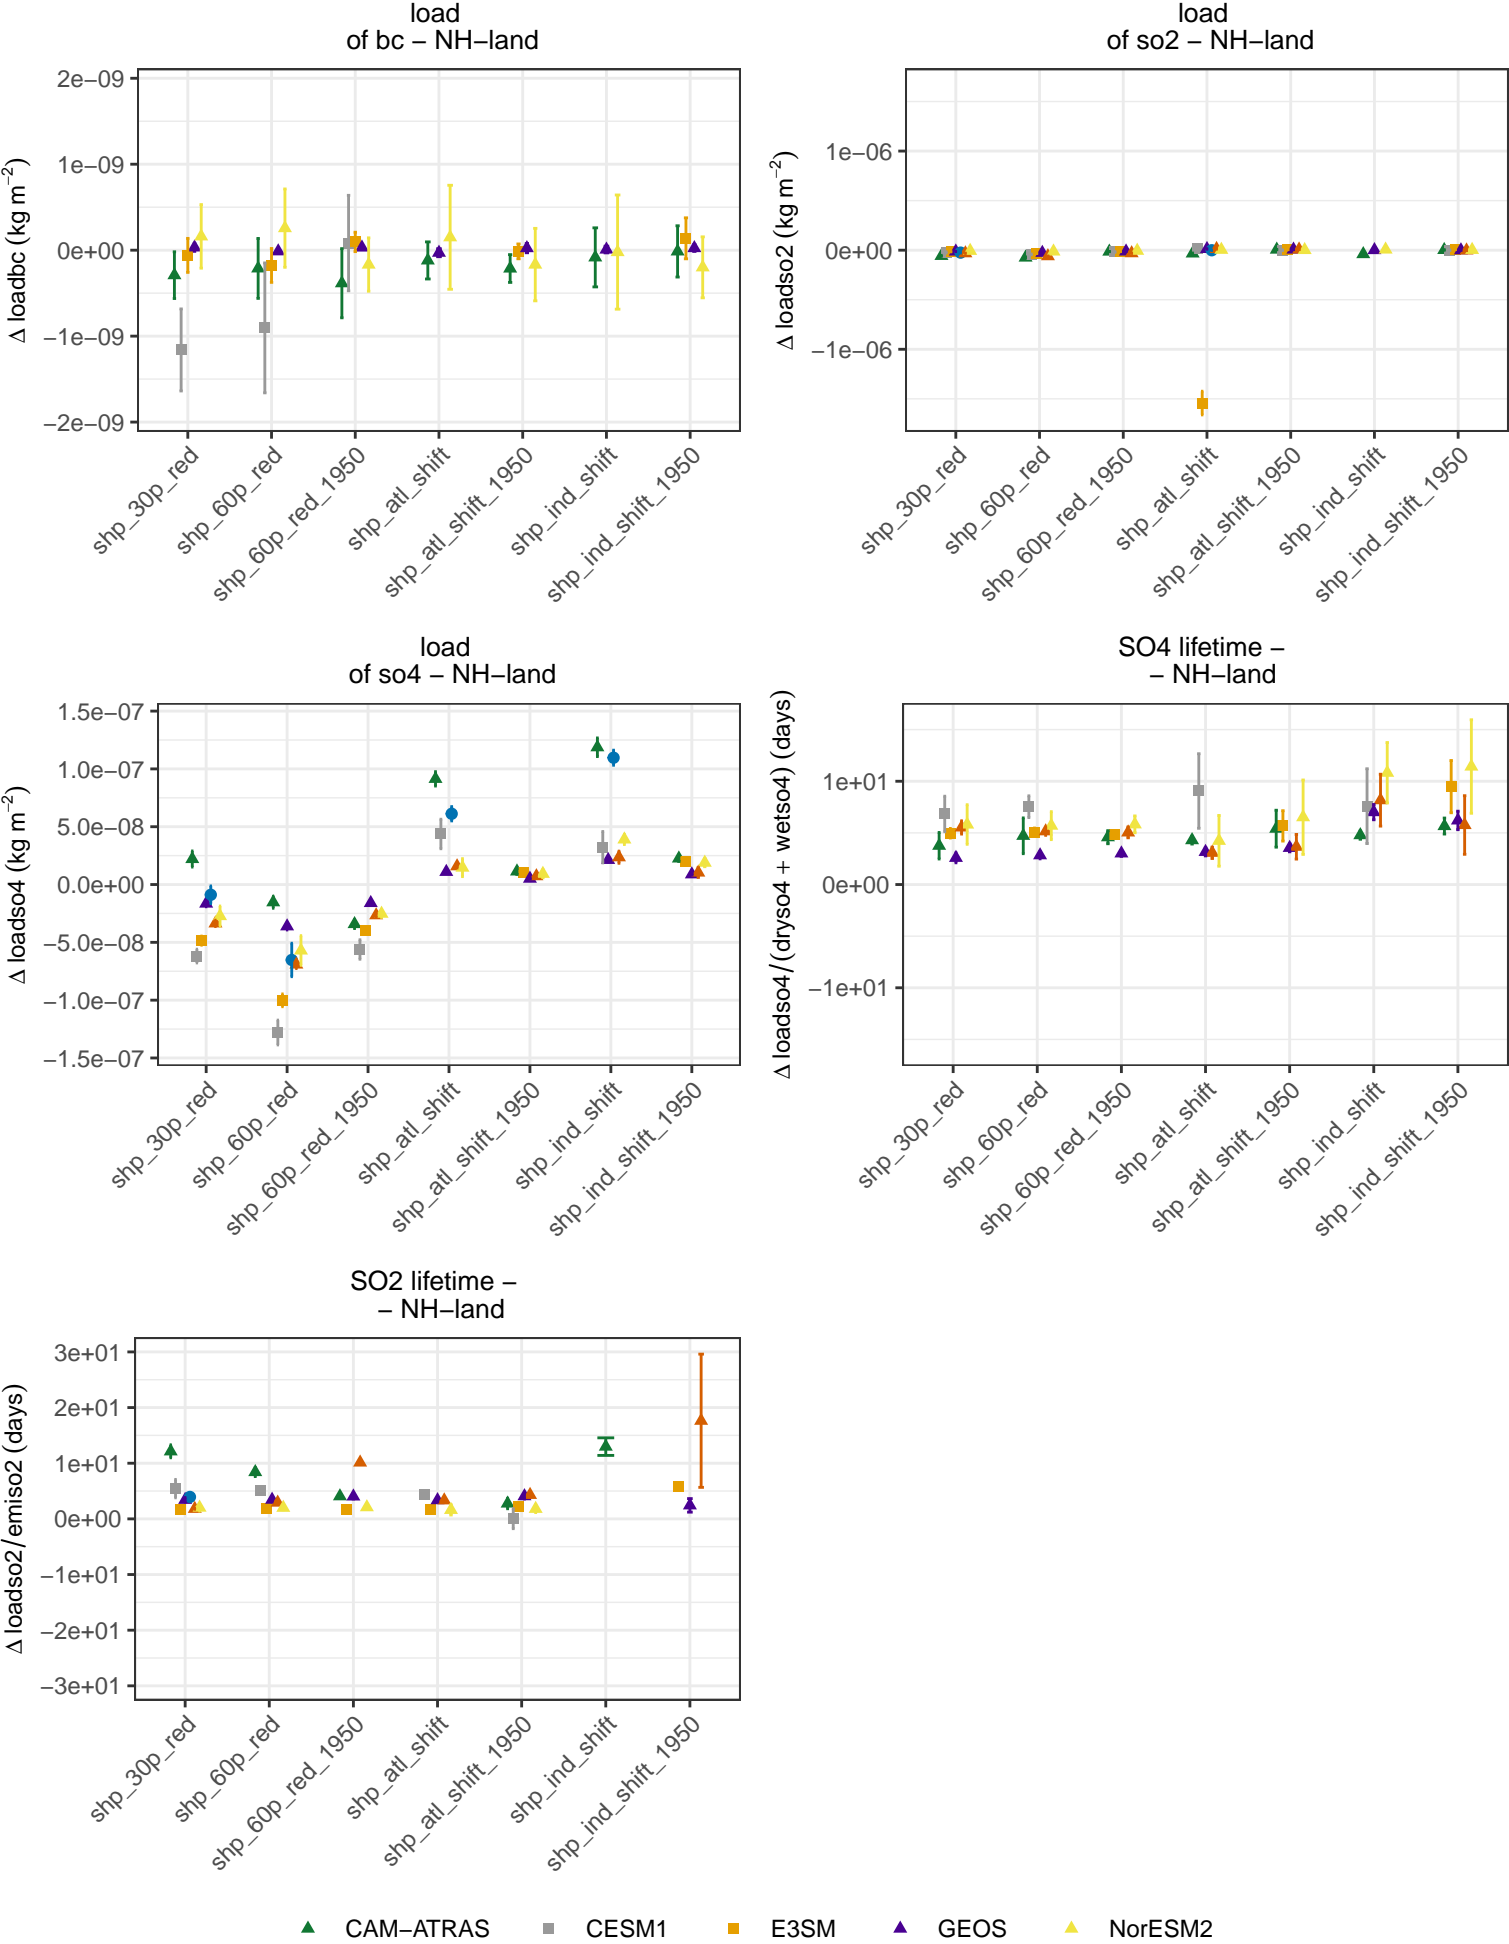 load
of bc − NH−land
Δ loadbc (kg m−2)
2e−09
1e−09
0e+00
−1e−09
−2e−09
shp_30p_red
shp_60p_red
shp_60p_red_1950
shp_atl_shift
shp_atl_shift_1950
shp_ind_shift
shp_ind_shift_1950
load
of so2 − NH−land
Δ loadso2 (kg m−2)
1e−06
0e+00
−1e−06
shp_30p_red
shp_60p_red
shp_60p_red_1950
shp_atl_shift
shp_atl_shift_1950
shp_ind_shift
shp_ind_shift_1950
load
of so4 − NH−land
Δ loadso4 (kg m−2)
1.5e−07
1.0e−07
5.0e−08
0.0e+00
−5.0e−08
−1.0e−07
−1.5e−07
shp_30p_red
shp_60p_red
shp_60p_red_1950
shp_atl_shift
shp_atl_shift_1950
shp_ind_shift
shp_ind_shift_1950
SO4 lifetime −
− NH−land
Δ loadso4/(dryso4 + wetso4) (days)
1e+01
0e+00
−1e+01
shp_30p_red
shp_60p_red
shp_60p_red_1950
shp_atl_shift
shp_atl_shift_1950
shp_ind_shift
shp_ind_shift_1950
SO2 lifetime −
− NH−land
Δ loadso2/emiso2 (days)
3e+01
2e+01
1e+01
0e+00
−1e+01
−2e+01
−3e+01
shp_30p_red
shp_60p_red
shp_60p_red_1950
shp_atl_shift
shp_atl_shift_1950
shp_ind_shift
shp_ind_shift_1950
CAM−ATRAS CESM1 E3SM GEOS NorESM2